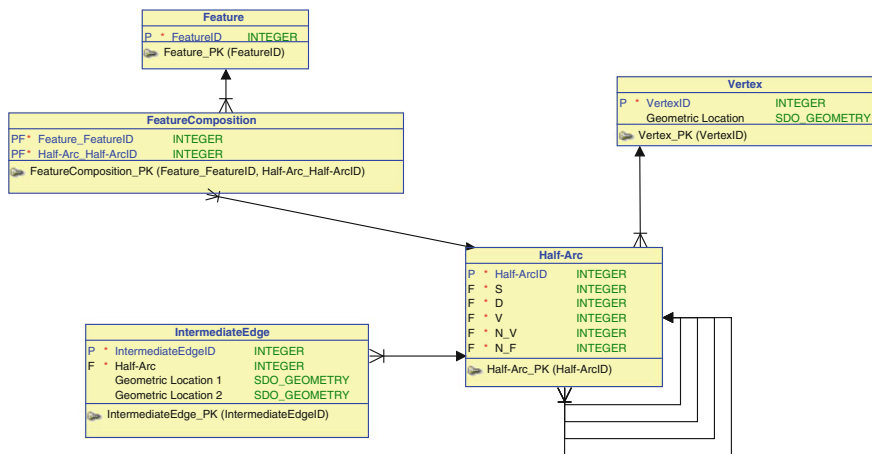 Feature
P * FeatureID INTEGER
Feature_PK (FeatureID)
FeatureComposition
PF* Feature_FeatureID INTEGER
PF* Half-Arc_Half-ArcID INTEGER
FeatureComposition_PK (Feature_FeatureID, Half-Arc_Half-ArcID)
Vertex
P * VertexID INTEGER
Geometric Location SDO_GEOMETRY
Vertex_PK (VertexID)
Half-Arc
P * Half-ArcID INTEGER
F * S INTEGER
F * D INTEGER
F * V INTEGER
F * N_V INTEGER
F * N_F INTEGER
Half-Arc_PK (Half-ArcID)
IntermediateEdge
P * IntermediateEdgeID INTEGER
F * Half-Arc INTEGER
Geometric Location 1 SDO_GEOMETRY
Geometric Location 2 SDO_GEOMETRY
IntermediateEdge_PK (IntermediateEdgeID)